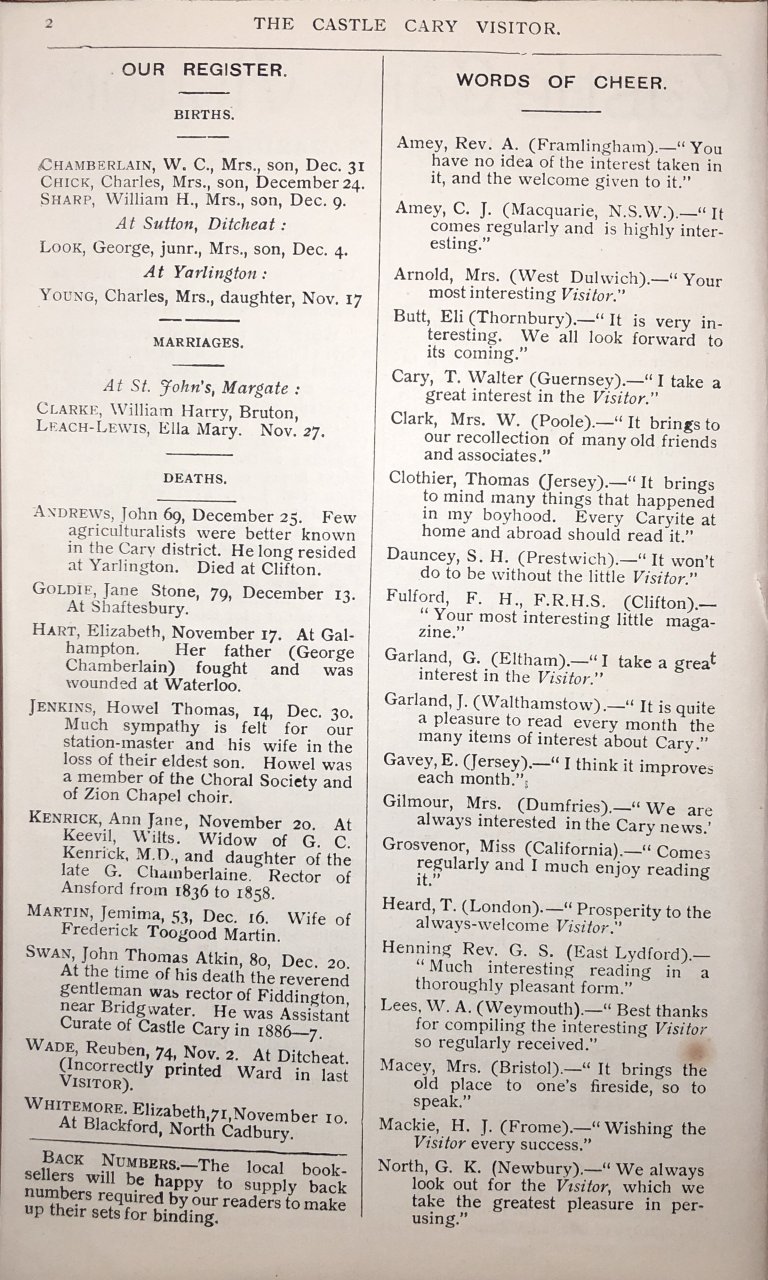 2
THE CASTLE CARY VISITOR.
OUR REGISTER.
BIRTHS.
CHAMBERLAIN, W. C., Mrs., son, Dec. 31
CHICK, Charles, Mrs., son, December 24.
SHARP, William H., Mrs., son, Dec. 9.
At Sutton, Ditcheat :
LOOK, George, junr., Mrs., son, Dec. 4.
At Yarlington :
YOUNG, Charles, Mrs., daughter, Nov. 17
MARRIAGES.
At St. John's, Margate :
CLARKE, William Harry, Bruton,
LEACH-LEWIS, Ella Mary. Nov. 27.
DEATHS.
ANDREWS, John 69, December 25. Few
agriculturalists were better known
in the Cary district. He long resided
at Yarlington. Died at Clifton.
GOLDIE, Jane Stone, 79, December 13.
At Shaftesbury.
HART, Elizabeth, November 17. At Gal-
hampton. Her father (George
Chamberlain) fought and was
wounded at Waterloo.
JENKINS, Howel Thomas, 14, Dec. 30.
Much sympathy is felt for our
station-master and his wife in the
loss of their eldest son. Howel was
a member of the Choral Society and
of Zion Chapel choir.
KENRICK, Ann Jane, November 20. At
Keevil, Wilts. Widow of G. C.
Kenrick, M.D., and daughter of the
late G. Chamberlaine. Rector of
Ansford from 1836 to 1858.
MARTIN, Jemima, 53, Dec. 16. Wife of
Frederick Toogood Martin.
SWAN, John Thomas Atkin, 80, Dec. 20.
At the time of his death the reverend
gentleman was rector of Fiddington,
near Bridgwater. He was Assistant
Curate of Castle Cary in 1886—7.
WADE, Reuben, 74, Nov. 2. At Ditcheat.
(Incorrectly printed Ward in last
VISITOR).
WHITEMORE. Elizabeth,71,November 10.
At Blackford, North Cadbury.
BACK NUMBERS.—The local book-
sellers will be happy to supply back
numbers required by our readers to make
up their sets for binding.
WORDS OF CHEER.
Amey, Rev. A. (Framlingham).—“ You
have no idea of the interest taken in
it, and the welcome given to it.”
Amey, C. J. (Macquarie, N.S.W.).—“ It
comes regularly and is highly inter-
esting.”
Arnold, Mrs. (West Dulwich).—“ Your
most interesting Visitor.”
Butt, Eli (Thornbury).—“ It is very in-
teresting. We all look forward to
its coming.”
Cary, T. Walter (Guernsey).—“ I take a
great interest in the Visitor.”
Clark, Mrs. W. (Poole).—“ It brings to
our recollection of many old friends
and associates.”
Clothier, Thomas (Jersey).—“ It brings
to mind many things that happened
in my boyhood. Every Caryite at
home and abroad should read it.”
Dauncey, S. H. (Prestwich).—“ It won't
do to be without the little Visitor.”
Fulford, F. H., F.R.H.S. (Clifton).—
“ Your most interesting little maga-
zine.”
Garland, G. (Eltham).—“ I take a great
interest in the Visitor.”
Garland, J. (Walthamstow).—“ It is quite
a pleasure to read every month the
many items of interest about Cary.”
Gavey, E. (Jersey).—“ I think it improves
each month.”;
Gilmour, Mrs. (Dumfries).—“ We are
always interested in the Cary news.’
Grosvenor, Miss (California).—“ Comes
regularly and I much enjoy reading
it.”
Heard, T. (London).—“ Prosperity to the
always-welcome Visitor.”
Henning Rev. G. S. (East Lydford).—
“ Much interesting reading in a
thoroughly pleasant form.”
Lees, W. A. (Weymouth).—“ Best thanks
for compiling the interesting Visitor
so regularly received.”
Macey, Mrs. (Bristol).—“ It brings the
old place to one's fireside, so to
speak.”
Mackie, H. J. (Frome).—“ Wishing the
Visitor every success.”
North, G. K. (Newbury).—“ We always
look out for the Visitor, which we
take the greatest pleasure in per-
using.”